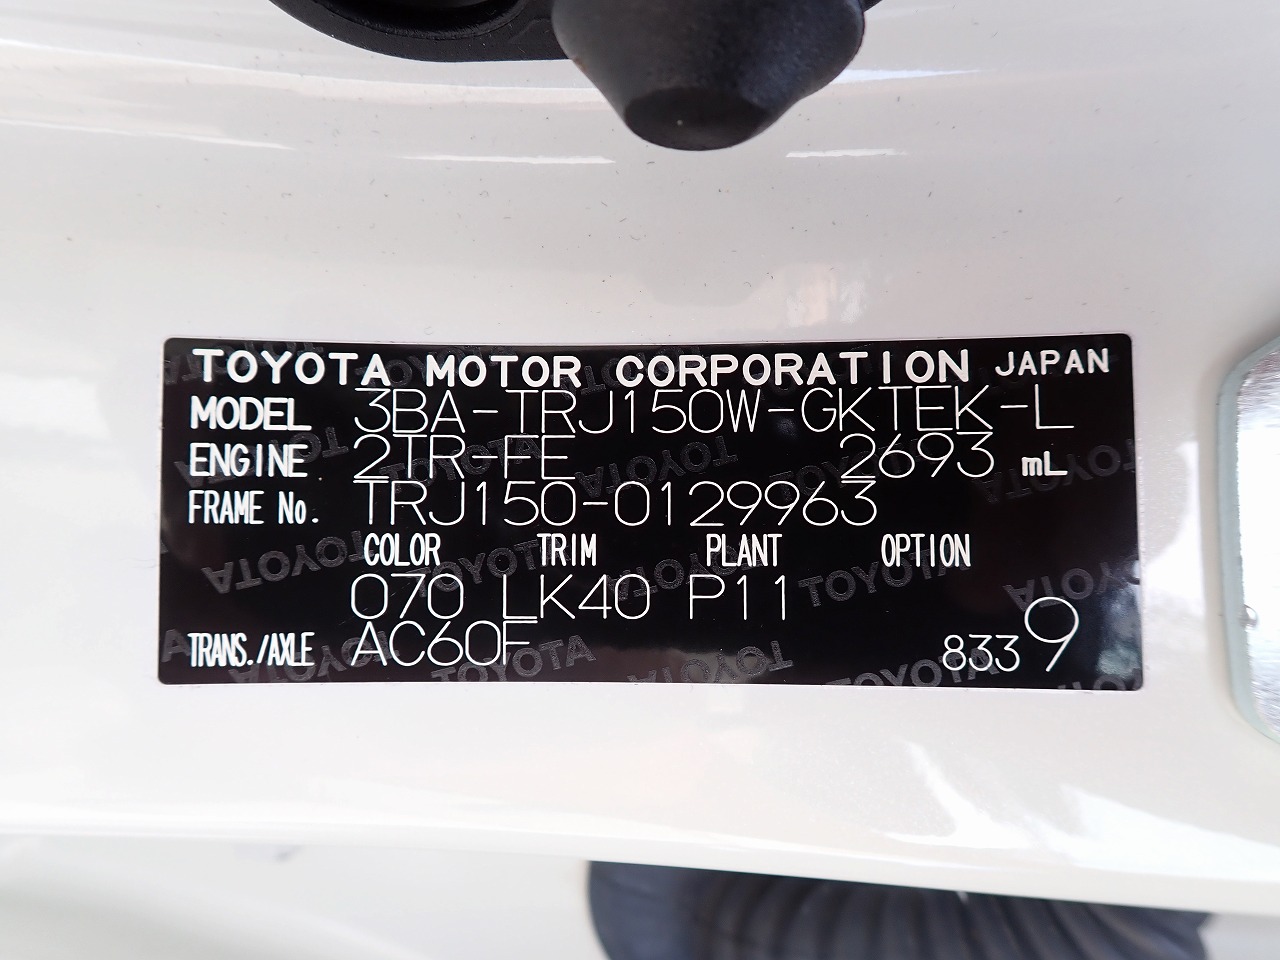 TOYOTA MOTOR CORPORATION JAPAN
MODEL 3BA-TRJ150W-GKTEK-L
ENGINE 2TR-FE 2693 mL
FRAME No. TRJ150-0129963
COLOR TRIM PLANT OPTION
070 LK40 P11
TRANS./AXLE AC60F 8339